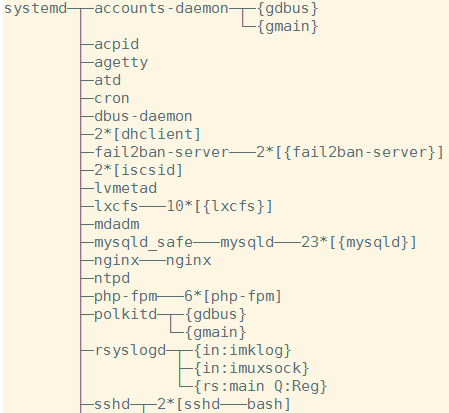 systemd─┬─accounts-daemon─┬─{gdbus}
        │                 └─{gmain}
        ├─acpid
        ├─agetty
        ├─atd
        ├─cron
        ├─dbus-daemon
        ├─2*[dhclient]
        ├─fail2ban-server───2*[{fail2ban-server}]
        ├─2*[iscsid]
        ├─lvmetad
        ├─lxcfs───10*[{lxcfs}]
        ├─mdadm
        ├─mysqld_safe───mysqld───23*[{mysqld}]
        ├─nginx───nginx
        ├─ntpd
        ├─php-fpm───6*[php-fpm]
        ├─polkitd─┬─{gdbus}
        │         └─{gmain}
        ├─rsyslogd─┬─{in:imklog}
        │          ├─{in:imuxsock}
        │          └─{rs:main Q:Reg}
        ├─sshd─┬─2*[sshd───bash]